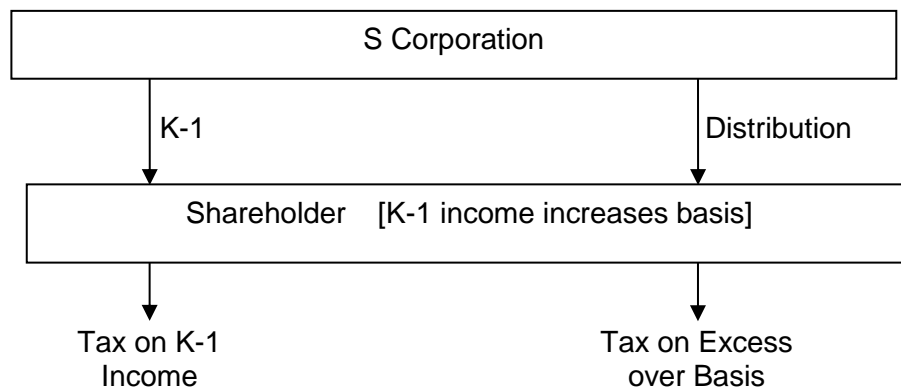 S Corporation
K-1
Distribution
Shareholder [K-1 income increases basis]
Tax on K-1
Income
Tax on Excess
over Basis